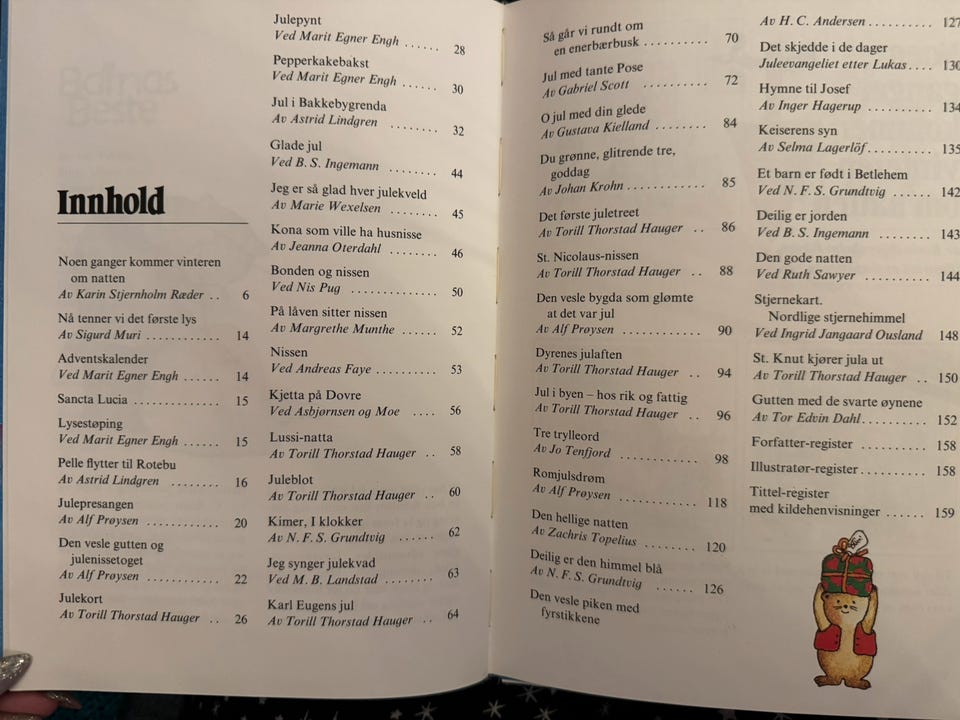 Barnas
Beste
Innhold
Noen ganger kommer vinteren
om natten
Av Karin Stjernholm Ræder . . 6
Nå tenner vi det første lys
Av Sigurd Muri . . . . . . . . . . . . 14
Adventskalender
Ved Marit Egner Engh . . . . . . 14
Sancta Lucia . . . . . . . . . . . . . . 15
Lysestøping
Ved Marit Egner Engh . . . . . . 15
Pelle flytter til Rotebu
Av Astrid Lindgren . . . . . . . . 16
Julepresangen
Av Alf Prøysen . . . . . . . . . . . . 20
Den vesle gutten og
julenissetoget
Av Alf Prøysen . . . . . . . . . . . . 22
Julekort
Av Torill Thorstad Hauger . . 26
Julepynt
Ved Marit Egner Engh . . . . . . 28
Pepperkakebakst
Ved Marit Egner Engh . . . . . . 30
Jul i Bakkebygrenda
Av Astrid Lindgren . . . . . . . . 32
Glade jul
Ved B. S. Ingemann . . . . . . . . 44
Jeg er så glad hver julekveld
Av Marie Wexelsen . . . . . . . . 45
Kona som ville ha husnisse
Av Jeanna Oterdahl . . . . . . . . 46
Bonden og nissen
Ved Nis Pug . . . . . . . . . . . . . . 50
På låven sitter nissen
Av Margrethe Munthe . . . . . . 52
Nissen
Ved Andreas Faye . . . . . . . . . . 53
Kjetta på Dovre
Ved Asbjørnsen og Moe . . . . 56
Lussi-natta
Av Torill Thorstad Hauger . . 58
Juleblot
Av Torill Thorstad Hauger . . 60
Kimer, I klokker
Av N. F. S. Grundtvig . . . . . . 62
Jeg synger julekvad
Ved M. B. Landstad . . . . . . . . 63
Karl Eugens jul
Av Torill Thorstad Hauger . . 64
Så går vi rundt om
en enerbærbusk . . . . . . . . . . 70
Jul med tante Pose
Av Gabriel Scott . . . . . . . . . . 72
O jul med din glede
Av Gustava Kielland . . . . . . . . 84
Du grønne, glitrende tre,
goddag
Av Johan Krohn . . . . . . . . . . . . 85
Det første juletreet
Av Torill Thorstad Hauger . . 86
St. Nicolaus-nissen
Av Torill Thorstad Hauger . . 88
Den vesle bygda som glømte
at det var jul
Av Alf Prøysen . . . . . . . . . . . . 90
Dyrenes julaften
Av Torill Thorstad Hauger . . 94
Jul i byen – hos rik og fattig
Av Torill Thorstad Hauger . . 96
Tre trylleord
Av Jo Tenfjord . . . . . . . . . . . . 98
Romjulsdrøm
Av Alf Prøysen . . . . . . . . . . . . 118
Den hellige natten
Av Zachris Topelius . . . . . . . . 120
Deilig er den himmel blå
Av N. F. S. Grundtvig . . . . . . 126
Den vesle piken med
fyrstikkene
Av H. C. Andersen . . . . . . . . . . 127
Det skjedde i de dager
Juleevangeliet etter Lukas . . . . 130
Hymne til Josef
Av Inger Hagerup . . . . . . . . . . 134
Keiserens syn
Av Selma Lagerlöf . . . . . . . . . . 135
Et barn er født i Betlehem
Ved N. F. S. Grundtvig . . . . . . 142
Deilig er jorden
Ved B. S. Ingemann . . . . . . . . 143
Den gode natten
Ved Ruth Sawyer . . . . . . . . . . 144
Stjernekart.
Nordlige stjernehimmel
Ved Ingrid Jangaard Ousland 148
St. Knut kjører jula ut
Av Torill Thorstad Hauger . . 150
Gutten med de svarte øynene
Av Tor Edvin Dahl . . . . . . . . . . 152
Forfatter-register . . . . . . . . . . 158
Illustratør-register . . . . . . . . . . 158
Tittel-register
med kildehenvisninger . . . . . . 159